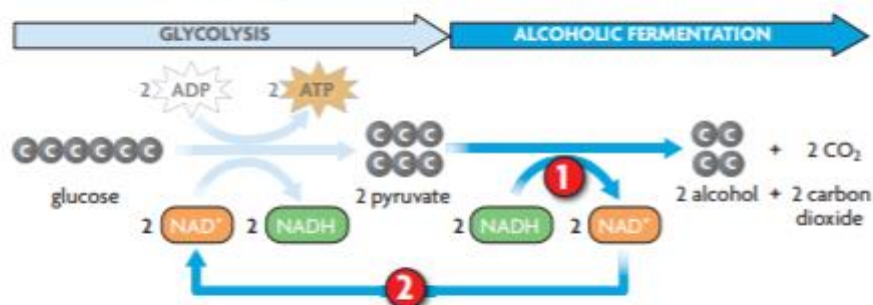 GLYCOLYSIS ALCOHOLIC FERMENTATION
2 ADP 2 ATP
C C C C C C C C C C C + 2 CO₂
C C C C C
glucose 2 pyruvate 1 2 alcohol + 2 carbon
dioxide
2 NAD⁺ 2 NADH 2 NADH 2 NAD⁺
2